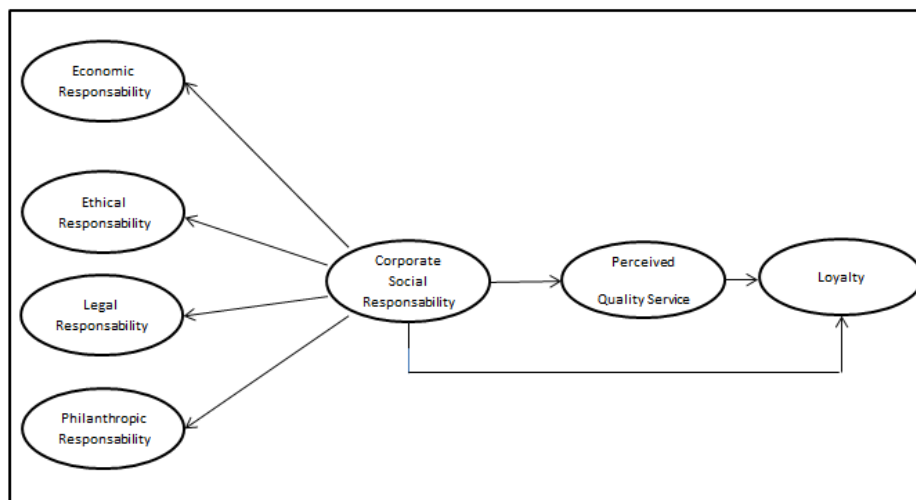 Economic
Responsability
Ethical
Responsability
Legal
Responsability
Philanthropic
Responsability
Corporate
Social
Responsability
Perceived
Quality Service
Loyalty